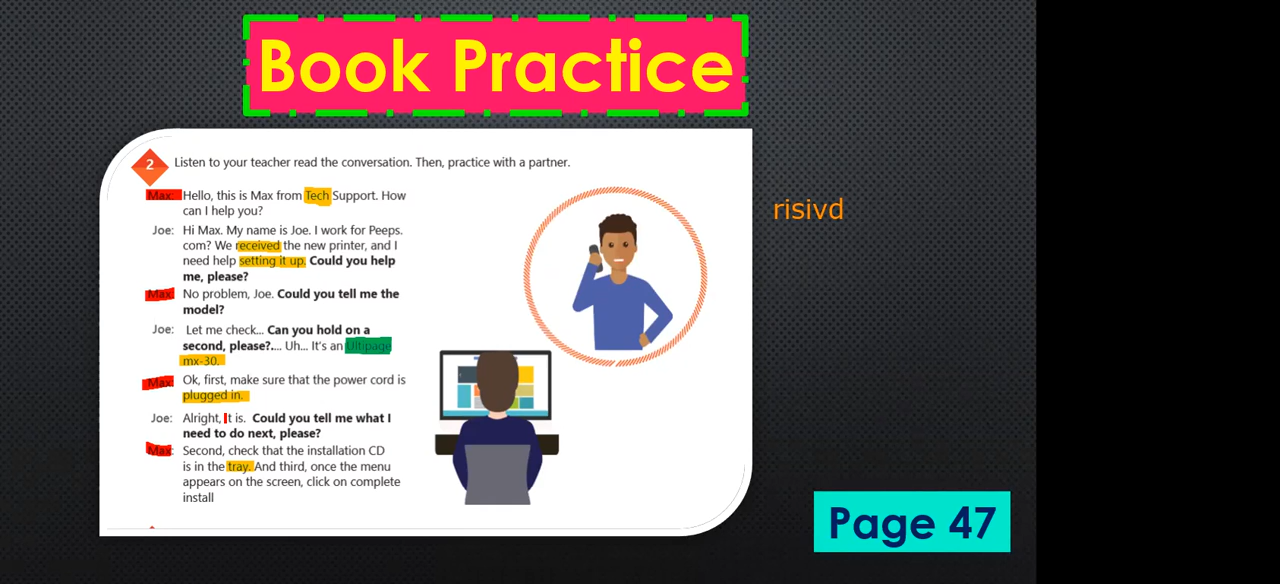 Book Practice
2 Listen to your teacher read the conversation. Then, practice with a partner.
Max: Hello, this is Max from Tech Support. How
can I help you?
Joe: Hi Max. My name is Joe. I work for Peeps.
com? We received the new printer, and I
need help setting it up. Could you help
me, please?
Max: No problem, Joe. Could you tell me the
model?
Joe: Let me check... Can you hold on a
second, please?.... Uh... It's an Ultipage
mx-30.
Max: Ok, first, make sure that the power cord is
plugged in.
Joe: Alright, It is. Could you tell me what I
need to do next, please?
Max: Second, check that the installation CD
is in the tray. And third, once the menu
appears on the screen, click on complete
install
risivd
Page 47